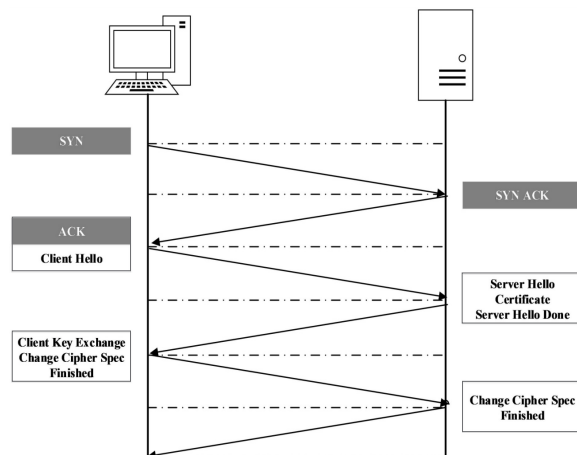 SYN
SYN ACK
ACK
Client Hello
Server Hello
Certificate
Server Hello Done
Client Key Exchange
Change Cipher Spec
Finished
Change Cipher Spec
Finished